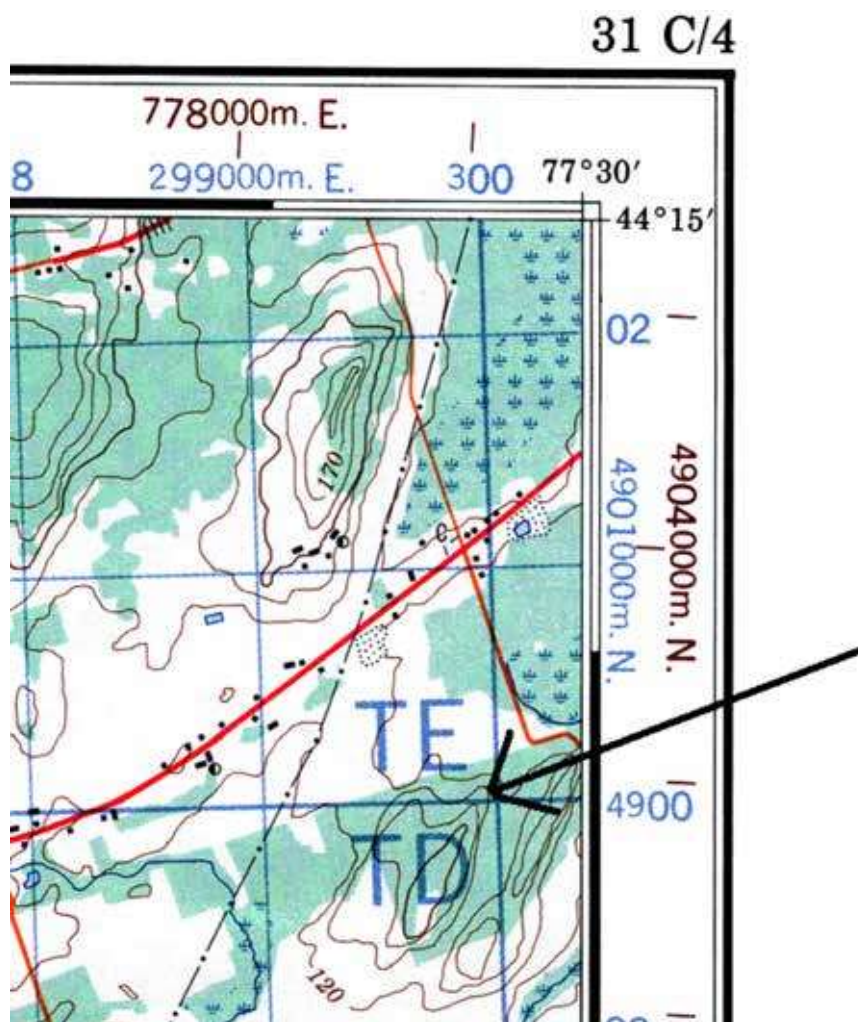 31 C/4
778000m. E.
8 299000m. E. 300 77°30′
44°15′
02
170
4901000m. N.
4904000m. N.
TE
4900
TD
120